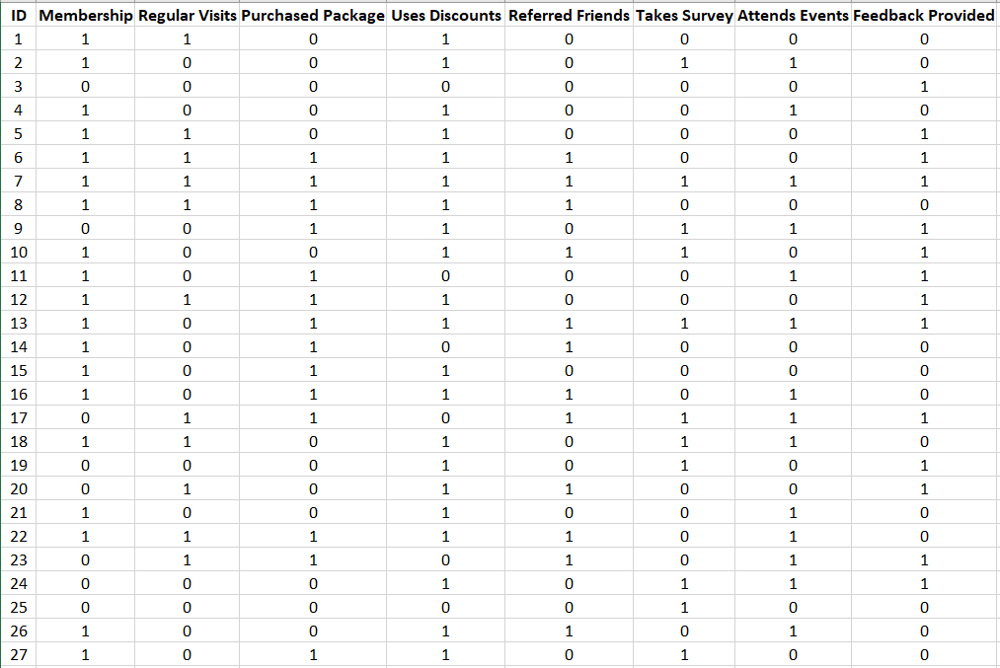 ID Membership Regular Visits Purchased Package Uses Discounts Referred Friends Takes Survey Attends Events Feedback Provided
1 1 1 0 1 0 0 0 0
2 1 0 0 1 0 1 1 0
3 0 0 0 0 0 0 0 1
4 1 0 0 1 0 0 1 0
5 1 1 0 1 0 0 0 1
6 1 1 1 1 1 0 0 1
7 1 1 1 1 1 1 1 1
8 1 1 1 1 1 0 0 0
9 0 0 1 1 0 1 1 1
10 1 0 0 1 1 1 0 1
11 1 0 1 0 0 0 1 1
12 1 1 1 1 0 0 0 1
13 1 0 1 1 1 1 1 1
14 1 0 1 0 1 0 0 0
15 1 0 1 1 0 0 0 0
16 1 0 1 1 1 0 1 0
17 0 1 1 0 1 1 1 1
18 1 1 0 1 0 1 1 0
19 0 0 0 1 0 1 0 1
20 0 1 0 1 1 0 0 1
21 1 0 0 1 0 0 1 0
22 1 1 1 1 1 0 1 0
23 0 1 1 0 1 0 1 1
24 0 0 0 1 0 1 1 1
25 0 0 0 0 0 1 0 0
26 1 0 0 1 1 0 1 0
27 1 0 1 1 0 1 0 0